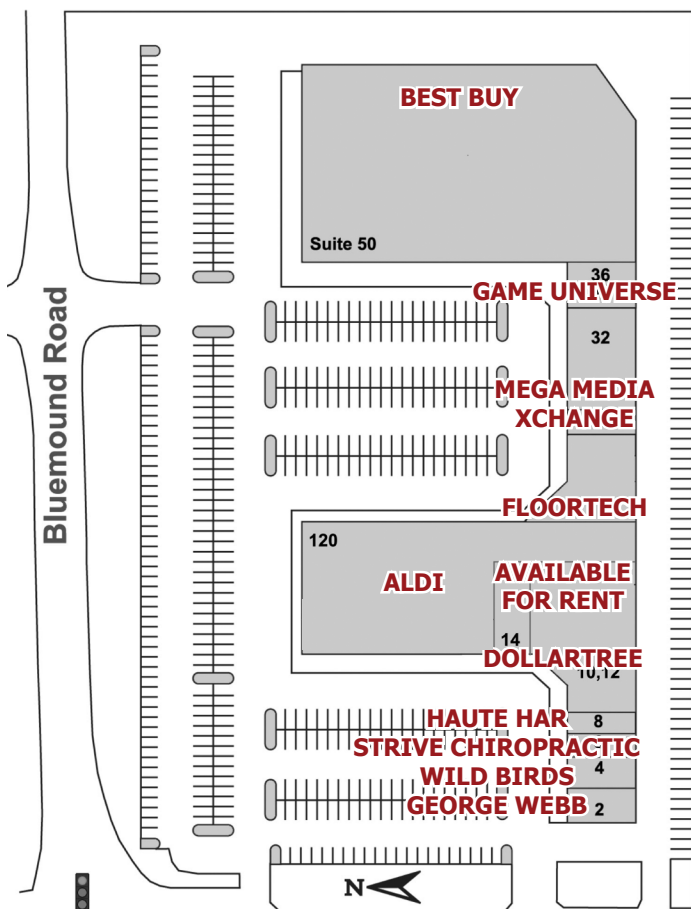 BEST BUY
Suite 50
36
GAME UNIVERSE
32
Bluemound Road
MEGA MEDIA
XCHANGE
FLOORTECH
120
ALDI
AVAILABLE
FOR RENT
14
DOLLARTREE
10,12
HAUTE HAR
8
STRIVE CHIROPRACTIC
WILD BIRDS
4
GEORGE WEBB
2
N